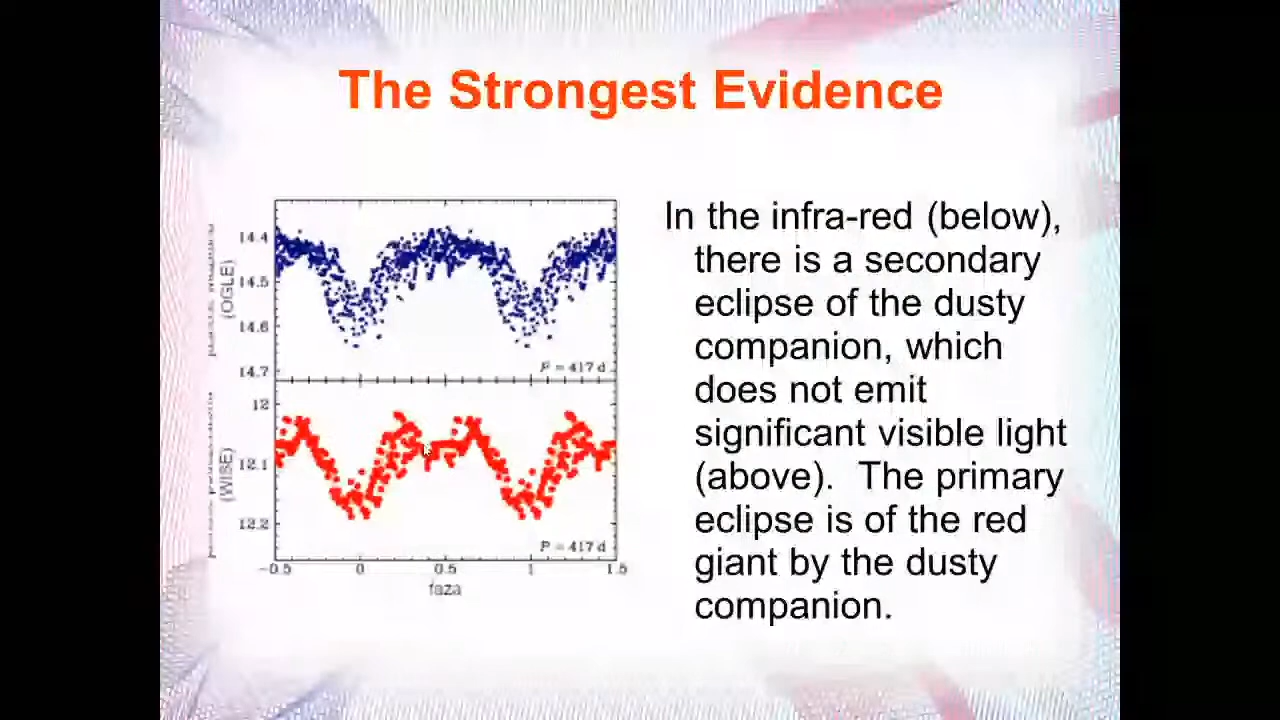 The Strongest Evidence
(OGLE)
14.4
14.5
14.6
14.7
P = 417 d
(WISE)
12
12.1
12.2
P = 417 d
-0.5
0
0.5
1
1.5
faza
In the infra-red (below),
there is a secondary
eclipse of the dusty
companion, which
does not emit
significant visible light
(above).  The primary
eclipse is of the red
giant by the dusty
companion.